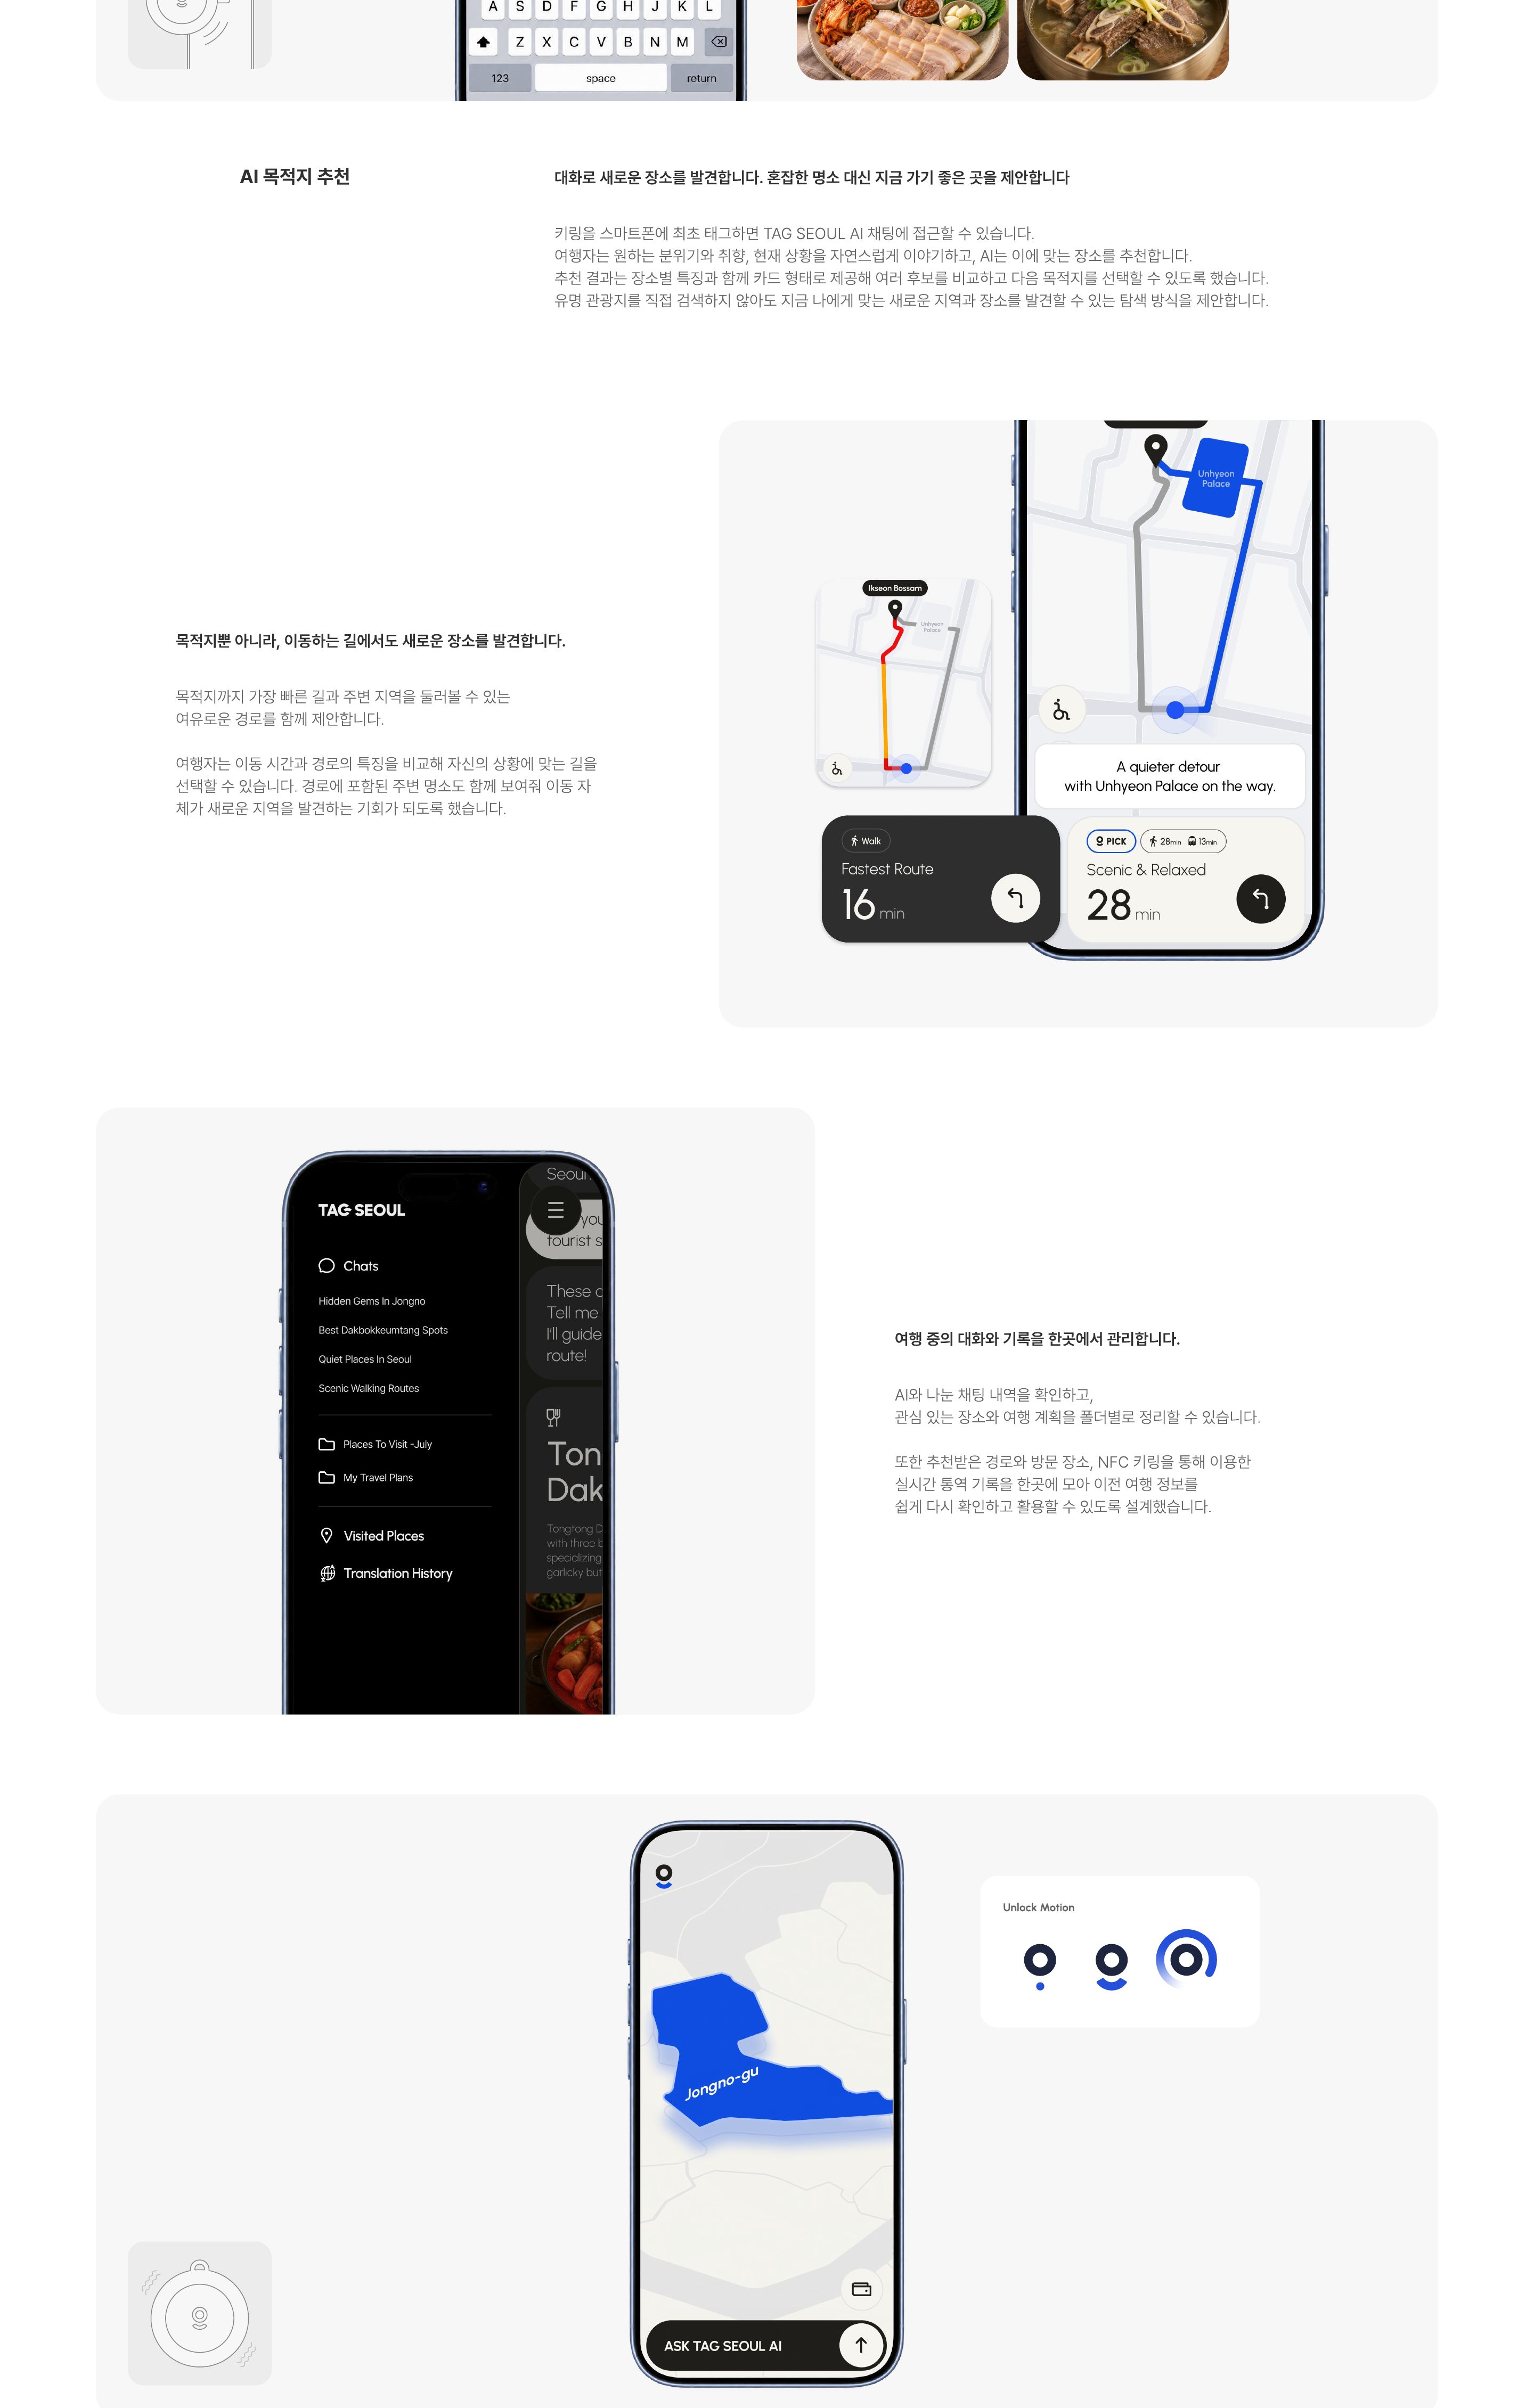 A S D F G H J K L
Z X C V B N M
123 space return
AI 목적지 추천
대화로 새로운 장소를 발견합니다. 혼잡한 명소 대신 지금 가기 좋은 곳을 제안합니다
키링을 스마트폰에 최초 태그하면 TAG SEOUL AI 채팅에 접근할 수 있습니다.
여행자는 원하는 분위기와 취향, 현재 상황을 자연스럽게 이야기하고, AI는 이에 맞는 장소를 추천합니다.
추천 결과는 장소별 특징과 함께 카드 형태로 제공해 여러 후보를 비교하고 다음 목적지를 선택할 수 있도록 했습니다.
유명 관광지를 직접 검색하지 않아도 지금 나에게 맞는 새로운 지역과 장소를 발견할 수 있는 탐색 방식을 제안합니다.
목적지뿐 아니라, 이동하는 길에서도 새로운 장소를 발견합니다.
목적지까지 가장 빠른 길과 주변 지역을 둘러볼 수 있는
여유로운 경로를 함께 제안합니다.
여행자는 이동 시간과 경로의 특징을 비교해 자신의 상황에 맞는 길을
선택할 수 있습니다. 경로에 포함된 주변 명소도 함께 보여줘 이동 자
체가 새로운 지역을 발견하는 기회가 되도록 했습니다.
Ikseon Bossam
Unhyeon
Palace
Unhyeon
Palace
A quieter detour
with Unhyeon Palace on the way.
Walk
Fastest Route
16 min
PICK 28min 13min
Scenic & Relaxed
28 min
TAG SEOUL
Chats
Hidden Gems In Jongno
Best Dakbokkeumtang Spots
Quiet Places In Seoul
Scenic Walking Routes
Places To Visit -July
My Travel Plans
Visited Places
Translation History
Seoul
you
tourist s
These
Tell me
I'll guide
route!
Ton
Dak
Tongtong D
with three b
specializing
garlicky but
여행 중의 대화와 기록을 한곳에서 관리합니다.
AI와 나눈 채팅 내역을 확인하고,
관심 있는 장소와 여행 계획을 폴더별로 정리할 수 있습니다.
또한 추천받은 경로와 방문 장소, NFC 키링을 통해 이용한
실시간 통역 기록을 한곳에 모아 이전 여행 정보를
쉽게 다시 확인하고 활용할 수 있도록 설계했습니다.
Unlock Motion
Jongno-gu
ASK TAG SEOUL AI